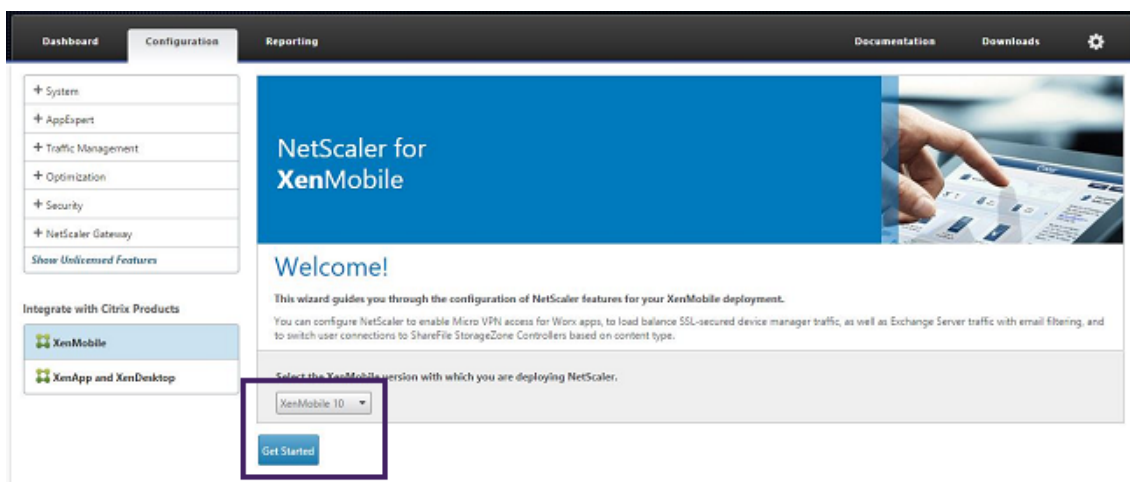 Dashboard
Configuration
Reporting
Documentation
Downloads
+ System
+ AppExpert
+ Traffic Management
+ Optimization
+ Security
+ NetScaler Gateway
Show Unlicensed Features
Integrate with Citrix Products
XenMobile
XenApp and XenDesktop
NetScaler for
XenMobile
Welcome!
This wizard guides you through the configuration of NetScaler features for your XenMobile deployment.
You can configure NetScaler to enable Micro VPN access for Worx apps, to load balance SSL-secured device manager traffic, as well as Exchange Server traffic with email filtering, and
to switch user connections to ShareFile StorageZone Controllers based on content type.
Select the XenMobile version with which you are deploying NetScaler.
XenMobile 10
Get Started